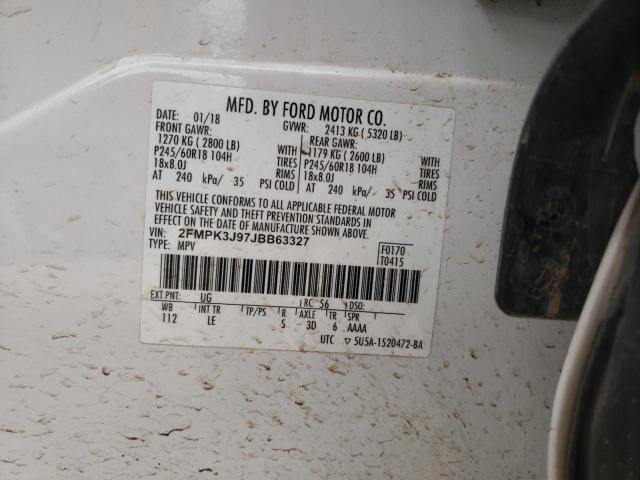 MFD. BY FORD MOTOR CO.
DATE: 01/18 GVWR: 2413 KG ( 5320 LB)
FRONT GAWR: REAR GAWR:
1270 KG ( 2800 LB) 1179 KG ( 2600 LB)
P245/60R18 104H WITH TIRES P245/60R18 104H WITH TIRES
18x8.0J RIMS 18x8.0J RIMS
AT 240 kPa/ 35 PSI COLD AT 240 kPa/ 35 PSI COLD
THIS VEHICLE CONFORMS TO ALL APPLICABLE FEDERAL MOTOR
VEHICLE SAFETY AND THEFT PREVENTION STANDARDS IN
EFFECT ON THE DATE OF MANUFACTURE SHOWN ABOVE.
VIN: 2FMPK3J97JBB63327 F0170
TYPE: MPV T0415
EXT PNT: UG RC: 56 DSO:
WB INT TR TP/PS R AXLE TR SPR
112 LE S 3D 6 AAAA
UTC ▽ 5U5A-1520472-BA